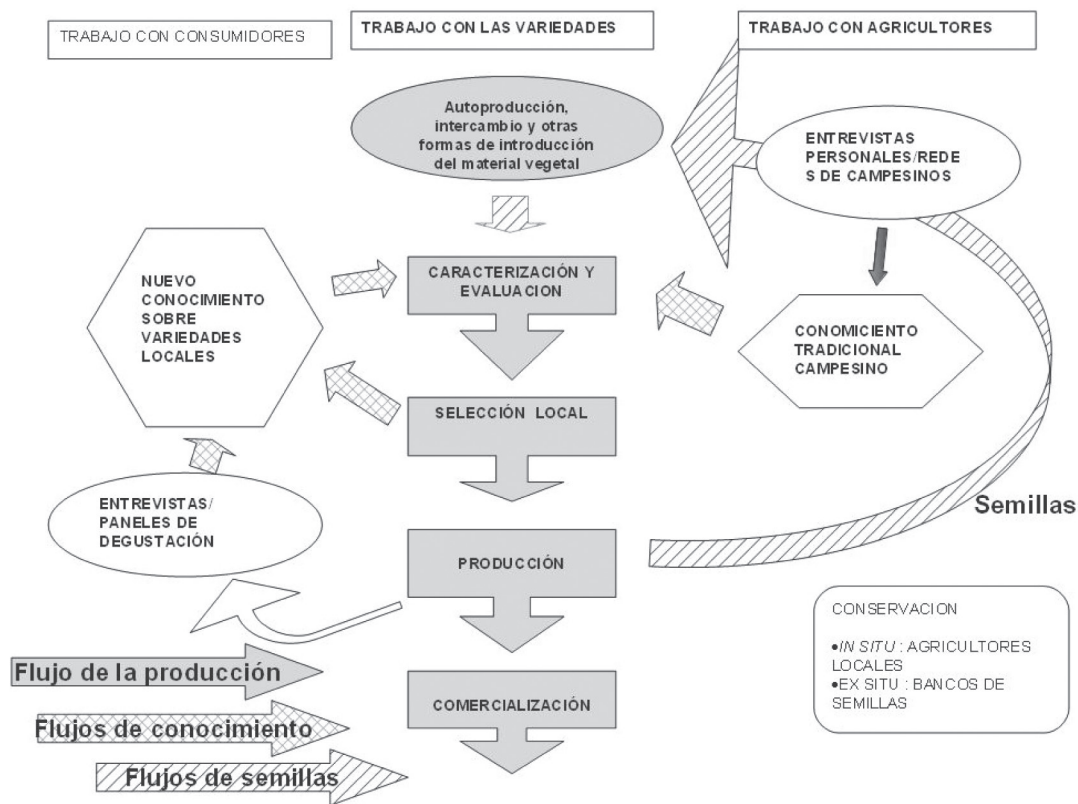 TRABAJO CON CONSUMIDORES
TRABAJO CON LAS VARIEDADES
TRABAJO CON AGRICULTORES
Autoproducción,
intercambio y otras
formas de introducción
del material vegetal
ENTREVISTAS
PERSONALES/REDE
S DE CAMPESINOS
NUEVO
CONOCIMIENTO
SOBRE
VARIEDADES
LOCALES
CARACTERIZACIÓN Y
EVALUACION
CONOMICIENTO
TRADICIONAL
CAMPESINO
SELECCIÓN LOCAL
ENTREVISTAS/
PANELES DE
DEGUSTACIÓN
Semillas
PRODUCCIÓN
CONSERVACION
•IN SITU : AGRICULTORES
LOCALES
•EX SITU : BANCOS DE
SEMILLAS
Flujo de la producción
COMERCIALIZACIÓN
Flujos de conocimiento
Flujos de semillas